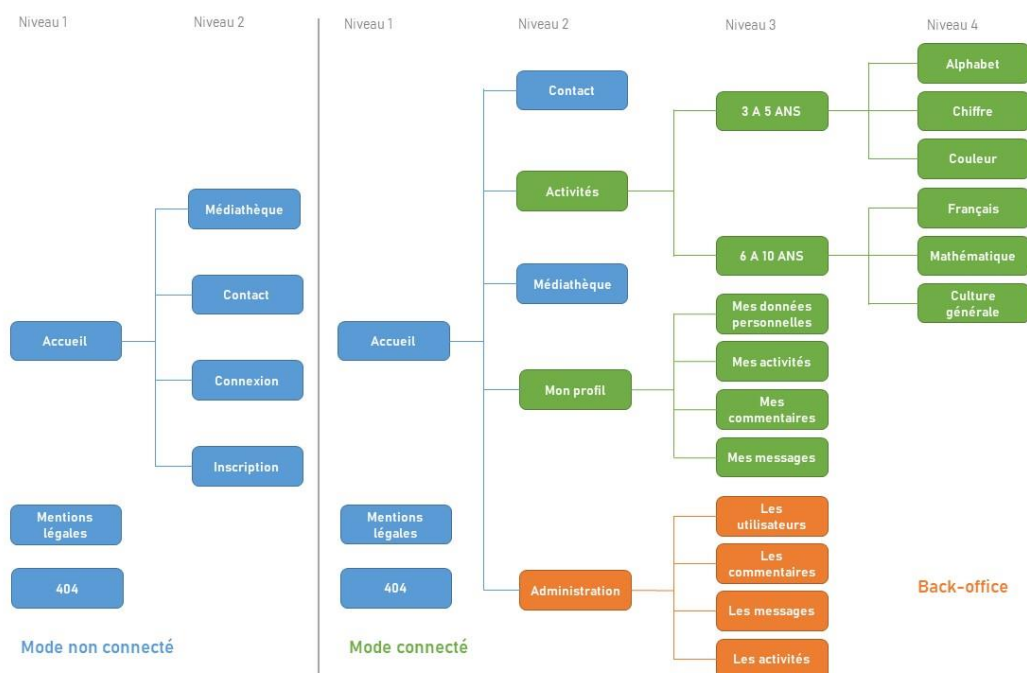 Niveau 1
Niveau 2
Médiathèque
Contact
Accueil
Connexion
Inscription
Mentions
légales
404
Mode non connecté
Niveau 1
Niveau 2
Niveau 3
Niveau 4
Contact
Activités
Médiathèque
Accueil
Mon profil
Mentions
légales
404
Administration
Mode connecté
3 A 5 ANS
6 A 10 ANS
Mes données
personnelles
Mes activités
Mes
commentaires
Mes messages
Les
utilisateurs
Les
commentaires
Les messages
Les activités
Alphabet
Chiffre
Couleur
Français
Mathématique
Culture
générale
Back-office